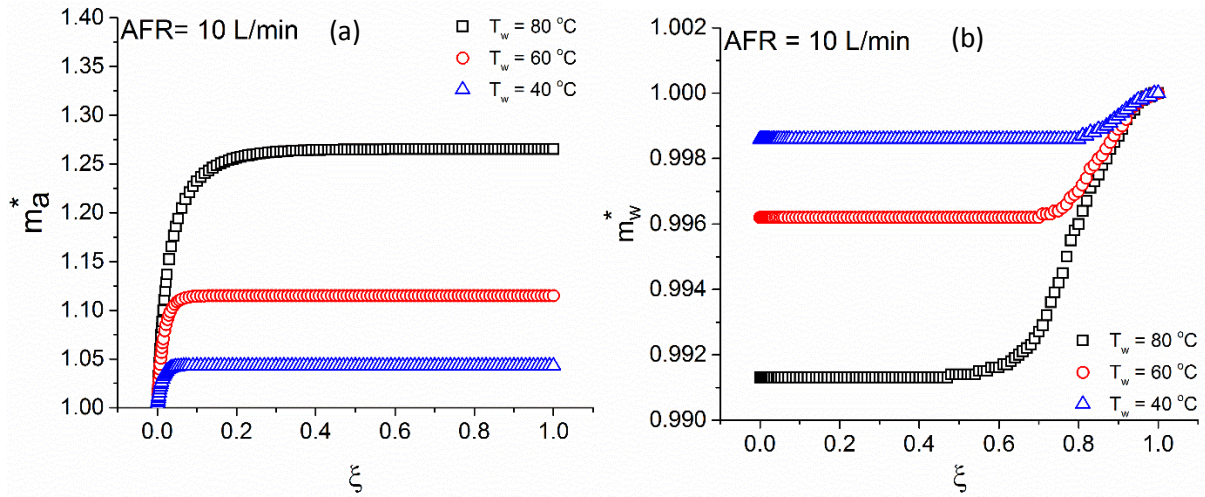 AFR= 10 L/min (a)
T_w = 80 °C
T_w = 60 °C
T_w = 40 °C
1.40
1.35
1.30
1.25
1.20
1.15
1.10
1.05
1.00
m*_a
0.0 0.2 0.4 0.6 0.8 1.0
ξ
AFR = 10 L/min (b)
1.002
1.000
0.998
0.996
0.994
0.992
0.990
m*_w
T_w = 80 °C
T_w = 60 °C
T_w = 40 °C
0.0 0.2 0.4 0.6 0.8 1.0
ξ